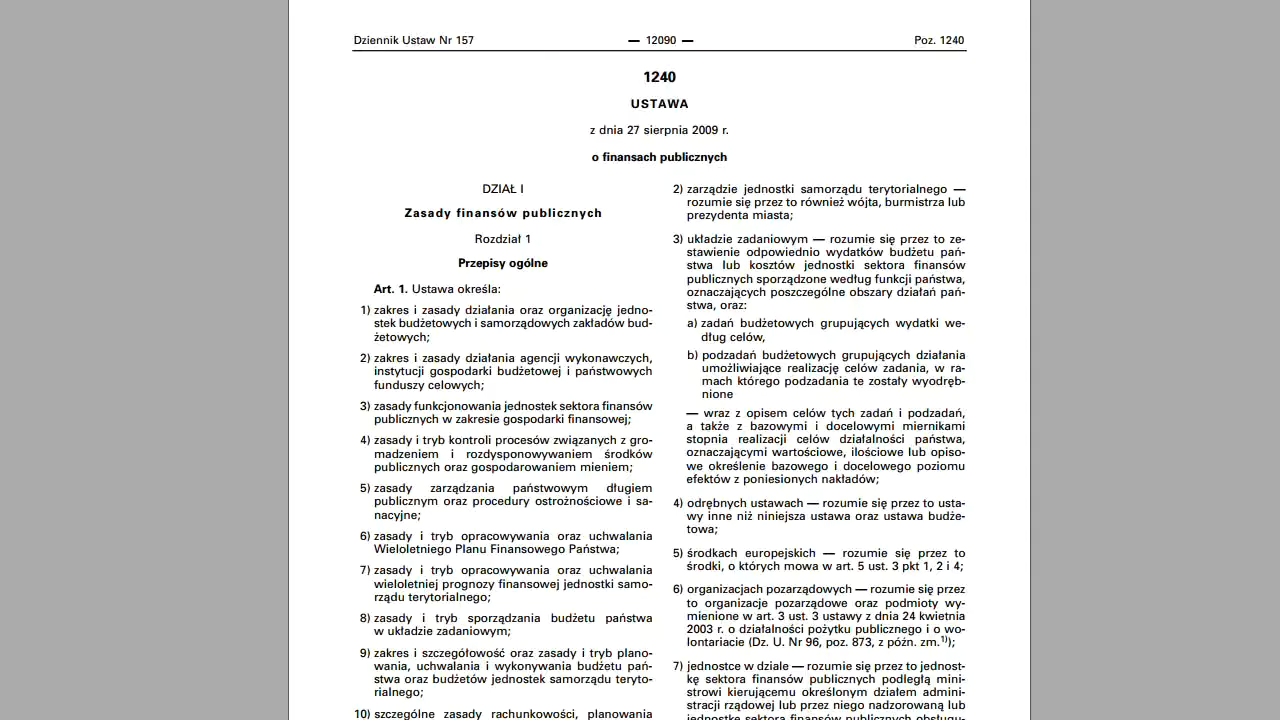 Dziennik Ustaw Nr 157 — 12090 — Poz. 1240
1240
USTAWA
z dnia 27 sierpnia 2009 r.
o finansach publicznych
DZIAŁ I
Zasady finansów publicznych
Rozdział 1
Przepisy ogólne
Art. 1. Ustawa określa:
1) zakres i zasady działania oraz organizację jedno-
stek budżetowych i samorządowych zakładów bud-
żetowych;
2) zakres i zasady działania agencji wykonawczych,
instytucji gospodarki budżetowej i państwowych
funduszy celowych;
3) zasady funkcjonowania jednostek sektora finansów
publicznych w zakresie gospodarki finansowej;
4) zasady i tryb kontroli procesów związanych z gro-
madzeniem i rozdysponowywaniem środków
publicznych oraz gospodarowaniem mieniem;
5) zasady zarządzania państwowym długiem
publicznym oraz procedury ostrożnościowe i sa-
nacyjne;
6) zasady i tryb opracowywania oraz uchwalania
Wieloletniego Planu Finansowego Państwa;
7) zasady i tryb opracowywania oraz uchwalania
wieloletniej prognozy finansowej jednostki samo-
rządu terytorialnego;
8) zasady i tryb sporządzania budżetu państwa
w układzie zadaniowym;
9) zakres i szczegółowość oraz zasady i tryb plano-
wania, uchwalania i wykonywania budżetu pań-
stwa oraz budżetów jednostek samorządu teryto-
rialnego;
10) szczególne zasady rachunkowości, planowania
2) zarządzie jednostki samorządu terytorialnego —
rozumie się przez to również wójta, burmistrza lub
prezydenta miasta;
3) układzie zadaniowym — rozumie się przez to ze-
stawienie odpowiednio wydatków budżetu pań-
stwa lub kosztów jednostki sektora finansów
publicznych sporządzone według funkcji państwa,
oznaczających poszczególne obszary działań pań-
stwa, oraz:
a) zadań budżetowych grupujących wydatki we-
dług celów,
b) podzadań budżetowych grupujących działania
umożliwiające realizację celów zadania, w ra-
mach którego podzadania te zostały wyodręb-
nione
— wraz z opisem celów tych zadań i podzadań,
a także z bazowymi i docelowymi miernikami
stopnia realizacji celów działalności państwa,
oznaczającymi wartościowe, ilościowe lub opiso-
we określenie bazowego i docelowego poziomu
efektów z poniesionych nakładów;
4) odrębnych ustawach — rozumie się przez to usta-
wy inne niż niniejsza ustawa oraz ustawa budże-
towa;
5) środkach europejskich — rozumie się przez to
środki, o których mowa w art. 5 ust. 3 pkt 1, 2 i 4;
6) organizacjach pozarządowych — rozumie się przez
to organizacje pozarządowe oraz podmioty wy-
mienione w art. 3 ust. 3 ustawy z dnia 24 kwietnia
2003 r. o działalności pożytku publicznego i o wo-
lontariacie (Dz. U. Nr 96, poz. 873, z późn. zm.1));
7) jednostce w dziale — rozumie się przez to jednost-
kę sektora finansów publicznych podległą mini-
strowi kierującemu określonym działem admini-
stracji rządowej lub przez niego nadzorowaną lub
jednostkę sektora finansów publicznych obsługu-